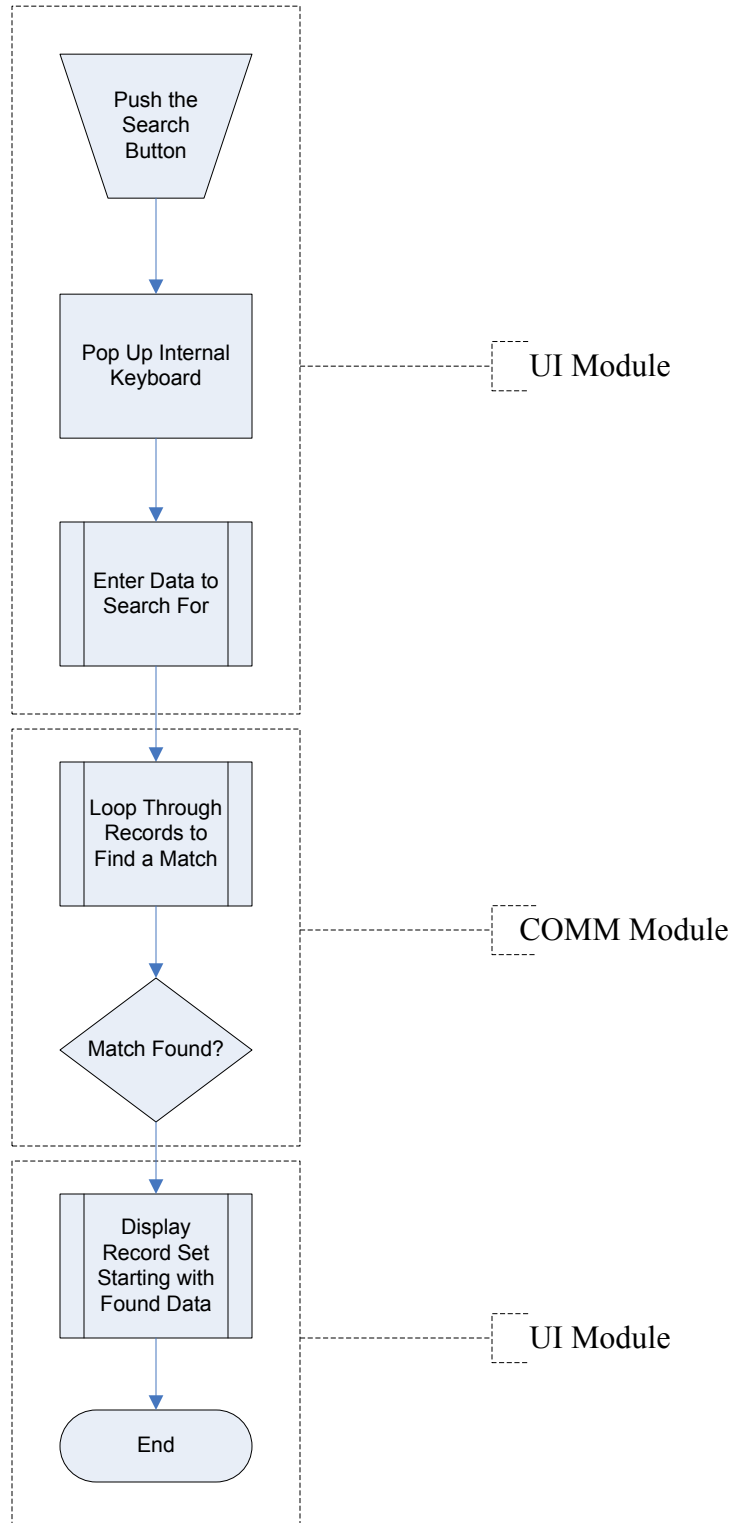 Push the
Search
Button
Pop Up Internal
Keyboard
UI Module
Enter Data to
Search For
Loop Through
Records to
Find a Match
COMM Module
Match Found?
Display
Record Set
Starting with
Found Data
UI Module
End